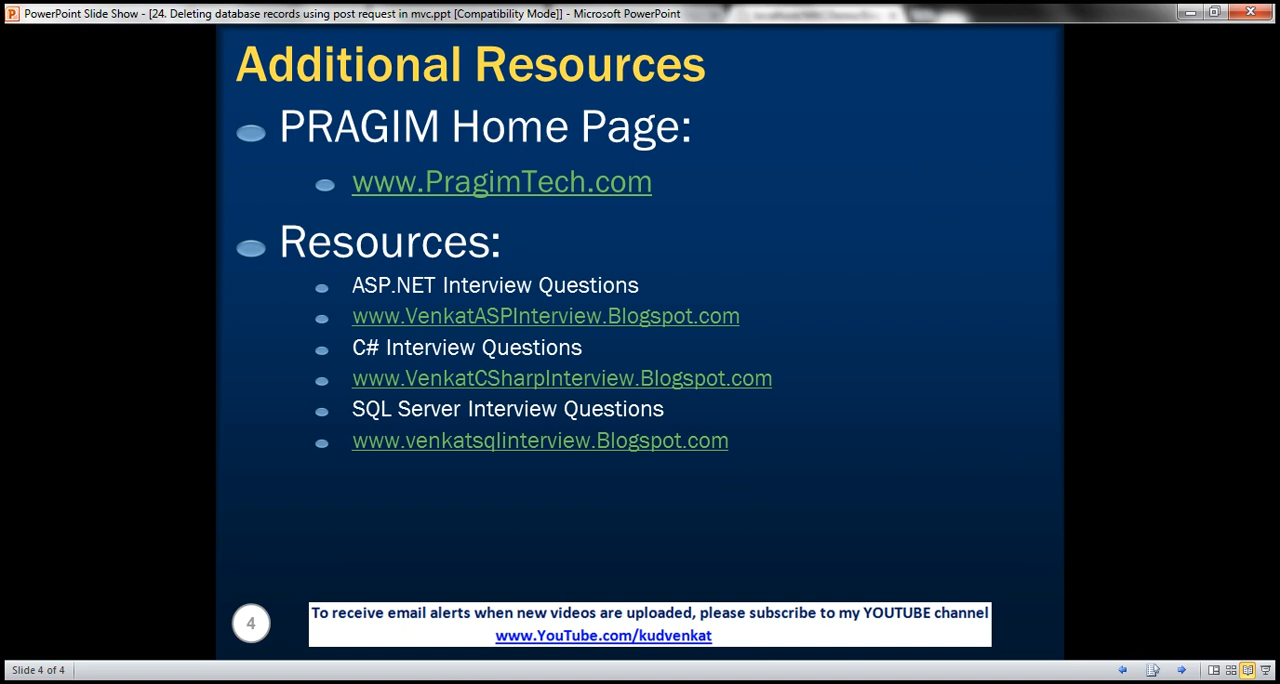 PowerPoint Slide Show - [24. Deleting database records using post request in mvc.ppt [Compatibility Mode]] - Microsoft PowerPoint
Additional Resources
PRAGIM Home Page:
www.PragimTech.com
Resources:
ASP.NET Interview Questions
www.VenkatASPInterview.Blogspot.com
C# Interview Questions
www.VenkatCSharpInterview.Blogspot.com
SQL Server Interview Questions
www.venkatsqlinterview.Blogspot.com
4
To receive email alerts when new videos are uploaded, please subscribe to my YOUTUBE channel
www.YouTube.com/kudvenkat
Slide 4 of 4